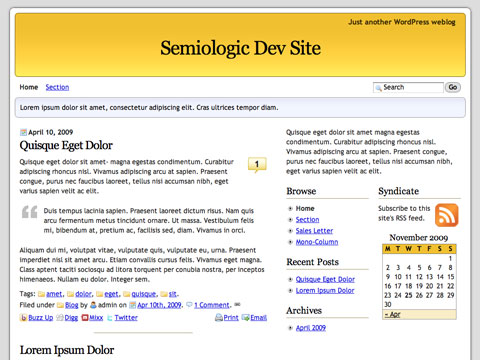 Just another WordPress weblog
Semiologic Dev Site
Home Section
Search Go
Lorem ipsum dolor sit amet, consectetur adipiscing elit. Cras ultrices tempor diam.
April 10, 2009
Quisque Eget Dolor
1
Quisque eget dolor sit amet- magna egestas condimentum. Curabitur
adipiscing rhoncus nisl. Vivamus adipiscing arcu at sapien. Praesent
congue, purus nec faucibus laoreet, tellus nisi accumsan nibh, eget
varius sapien velit ac elit.
Duis tempus lacinia sapien. Praesent laoreet dictum risus. Nam quis
arcu fermentum metus tincidunt ornare. Ut massa. Vestibulum felis
mi, bibendum at, pretium ac, facilisis sed, diam. Vivamus in orci.
Aliquam dui mi, volutpat vitae, vulputate quis, vulputate eu, urna. Praesent
imperdiet nisl sit amet arcu. Etiam convallis cursus felis. Vivamus eget magna.
Class aptent taciti sociosqu ad litora torquent per conubia nostra, per inceptos
himenaeos. Nullam eu dolor. Integer sem.
Tags: amet, dolor, eget, quisque, sit.
Filed under Blog by admin on Apr 10th, 2009. 1 Comment.
Buzz Up Digg Mixx Twitter Print Email
Lorem Ipsum Dolor
Quisque eget dolor sit amet magna egestas
condimentum. Curabitur adipiscing rhoncus nisl.
Vivamus adipiscing arcu at sapien. Praesent
congue, purus nec faucibus laoreet, tellus nisi
accumsan nibh, eget varius sapien velit ac elit.
Browse
Home
Section
Sales Letter
Mono-Column
Recent Posts
Quisque Eget Dolor
Lorem Ipsum Dolor
Archives
April 2009
Syndicate
Subscribe to this
site's RSS feed.
November 2009
M T W T F S S
1
2 3 4 5 6 7 8
9 10 11 12 13 14 15
16 17 18 19 20 21 22
23 24 25 26 27 28 29
30
« Apr